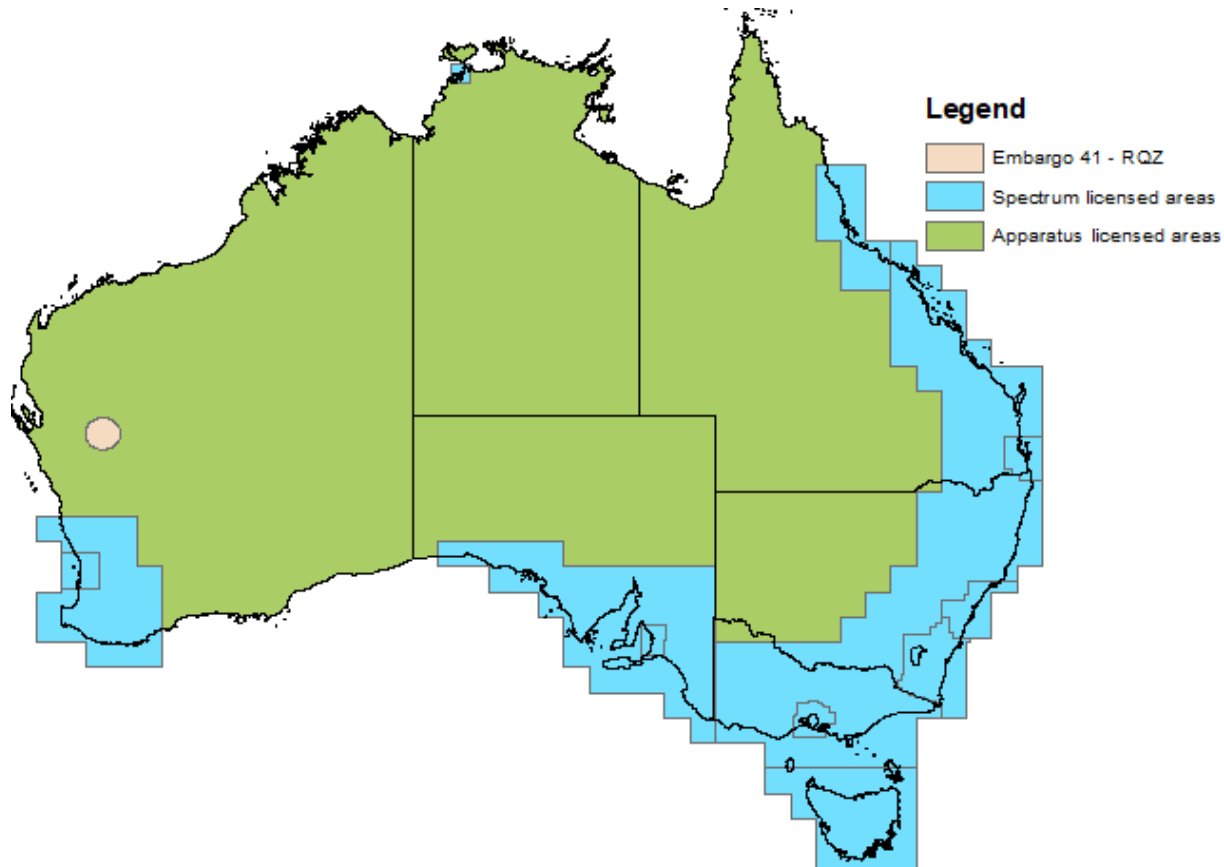 Legend
Embargo 41 - RQZ
Spectrum licensed areas
Apparatus licensed areas